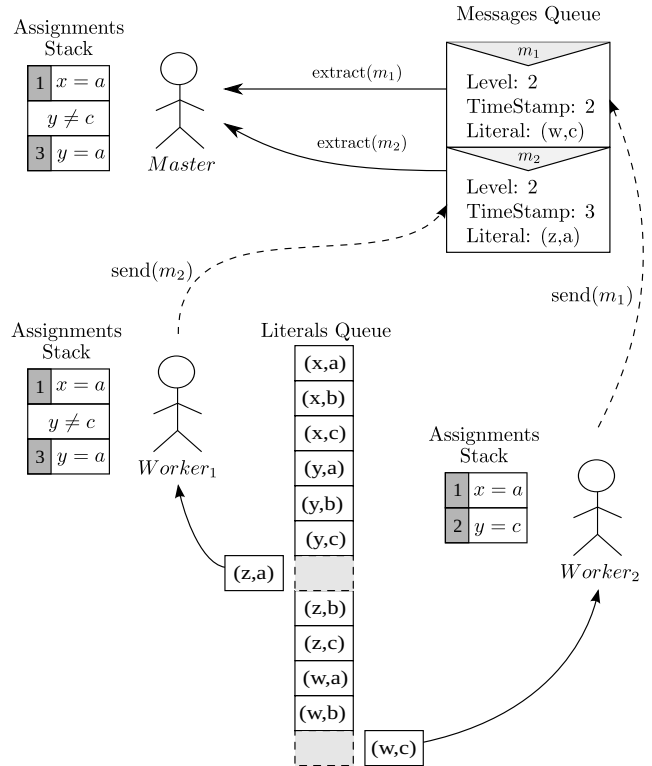 Messages Queue
Assignments
Stack
1 x = a
y ≠ c
3 y = a
Master
extract(m₁)
extract(m₂)
m₁
Level: 2
TimeStamp: 2
Literal: (w,c)
m₂
Level: 2
TimeStamp: 3
Literal: (z,a)
send(m₂)
send(m₁)
Assignments
Stack
1 x = a
y ≠ c
3 y = a
Worker₁
Literals Queue
(x,a)
(x,b)
(x,c)
(y,a)
(y,b)
(y,c)
(z,a)
(z,b)
(z,c)
(w,a)
(w,b)
(w,c)
Assignments
Stack
1 x = a
2 y = c
Worker₂